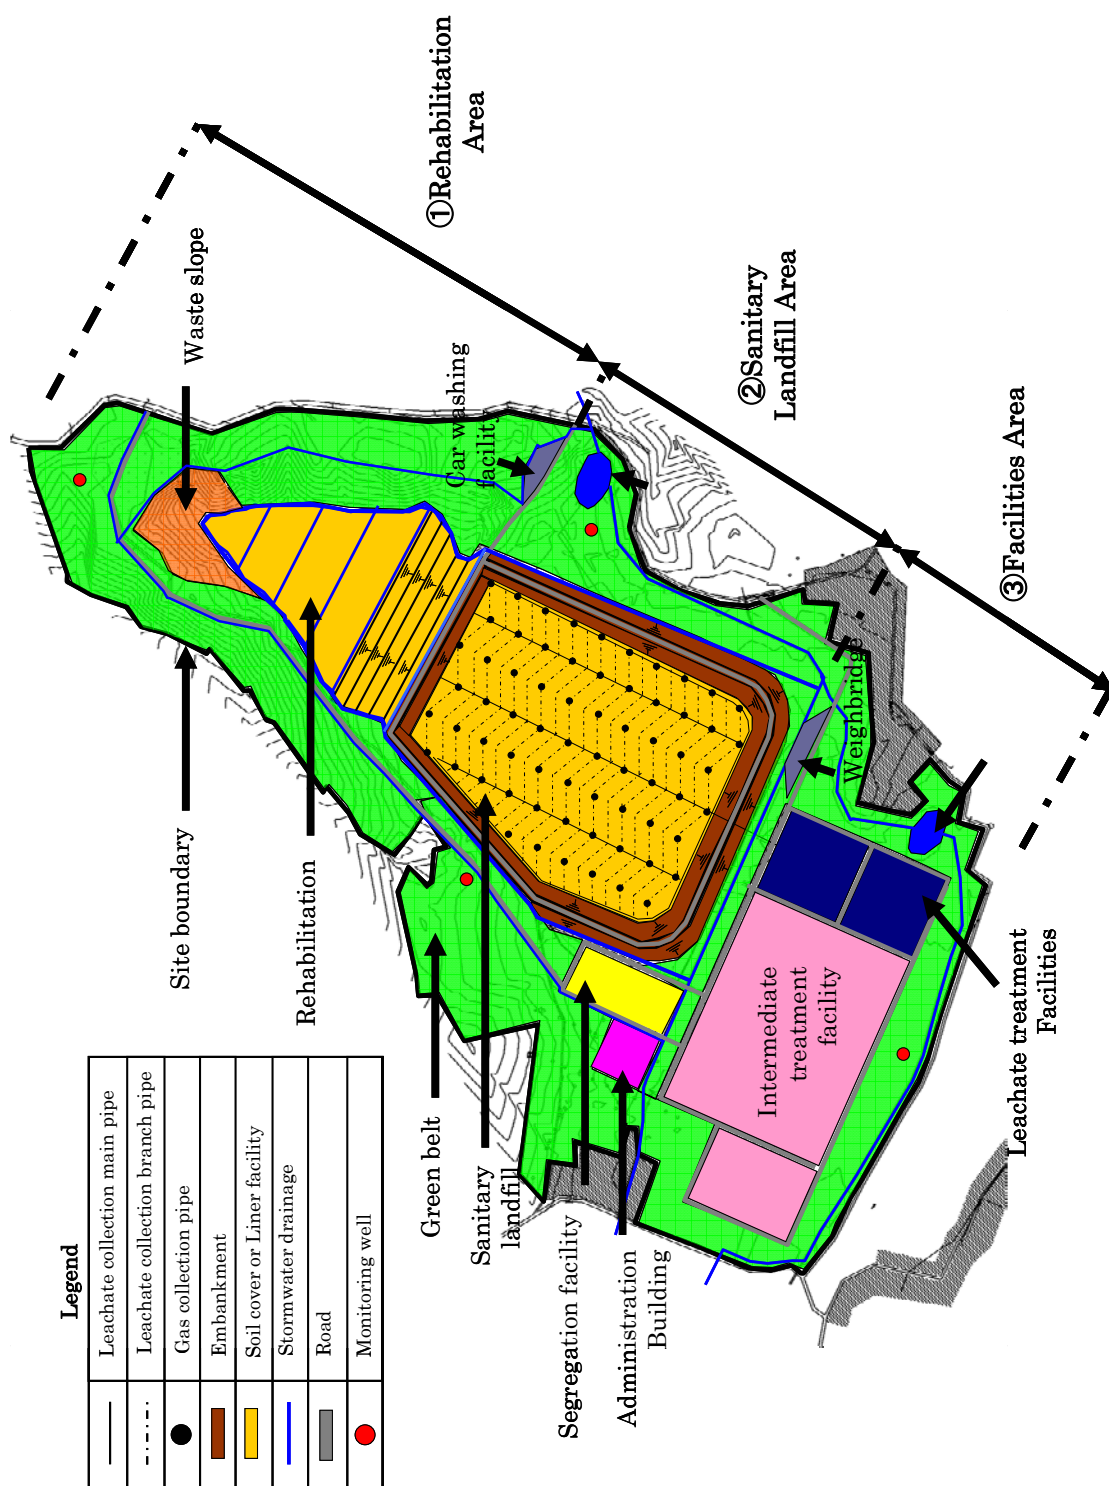 ①Rehabilitation
Area
②Sanitary
Landfill Area
③Facilities Area
Waste slope
Car washing
facility
Site boundary
Rehabilitation
Weighbridge
Green belt
Sanitary
landfill
Segregation facility
Administration
Building
Intermediate
treatment
facility
Leachate treatment
Facilities
Legend
Leachate collection main pipe
Leachate collection branch pipe
Gas collection pipe
Embankment
Soil cover or Liner facility
Stormwater drainage
Road
Monitoring well